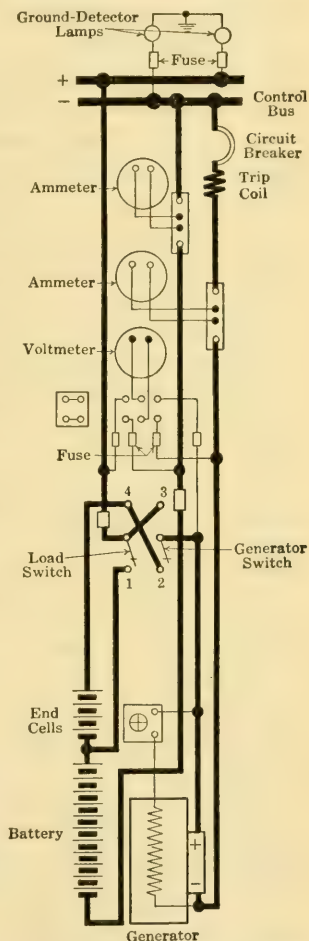 Ground-Detector
Lamps
Fuse
+
−
Control
Bus
Circuit
Breaker
Trip
Coil
Ammeter
Ammeter
Voltmeter
Fuse
4 3
Load
Switch
Generator
Switch
1 2
End
Cells
Battery
+
−
Generator